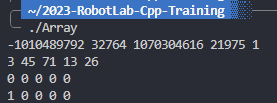 ~/2023-RobotLab-Cpp-Training
./Array
-1010489792 32764 1070304616 21975 1
3 45 71 13 26
0 0 0 0 0
1 0 0 0 0